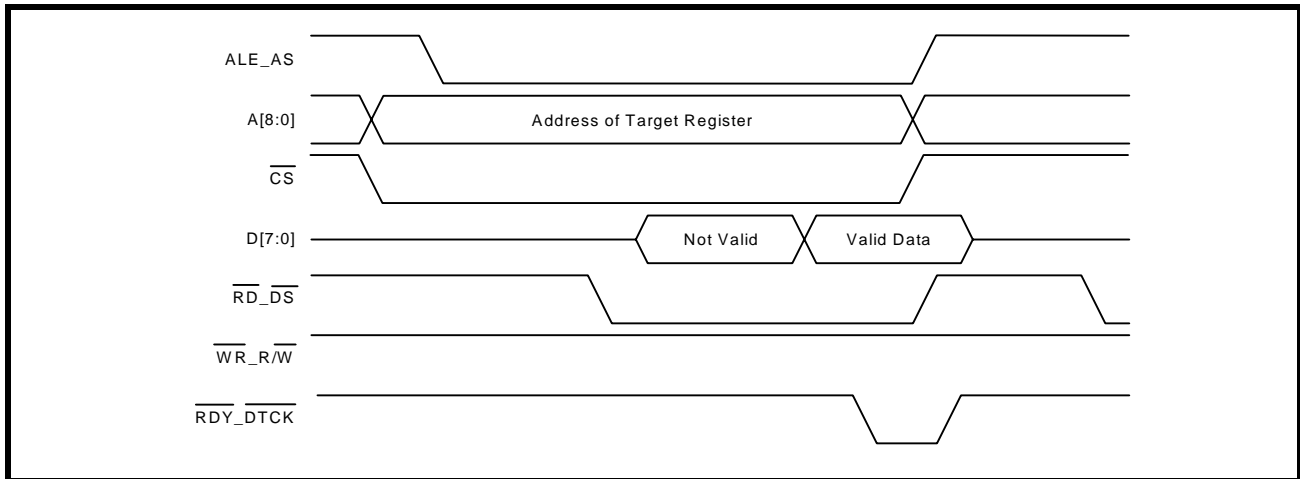 ALE_AS
A[8:0]
Address of Target Register
CS
D[7:0]
Not Valid
Valid Data
RD_DS
WR_R/W
RDY_DTCK